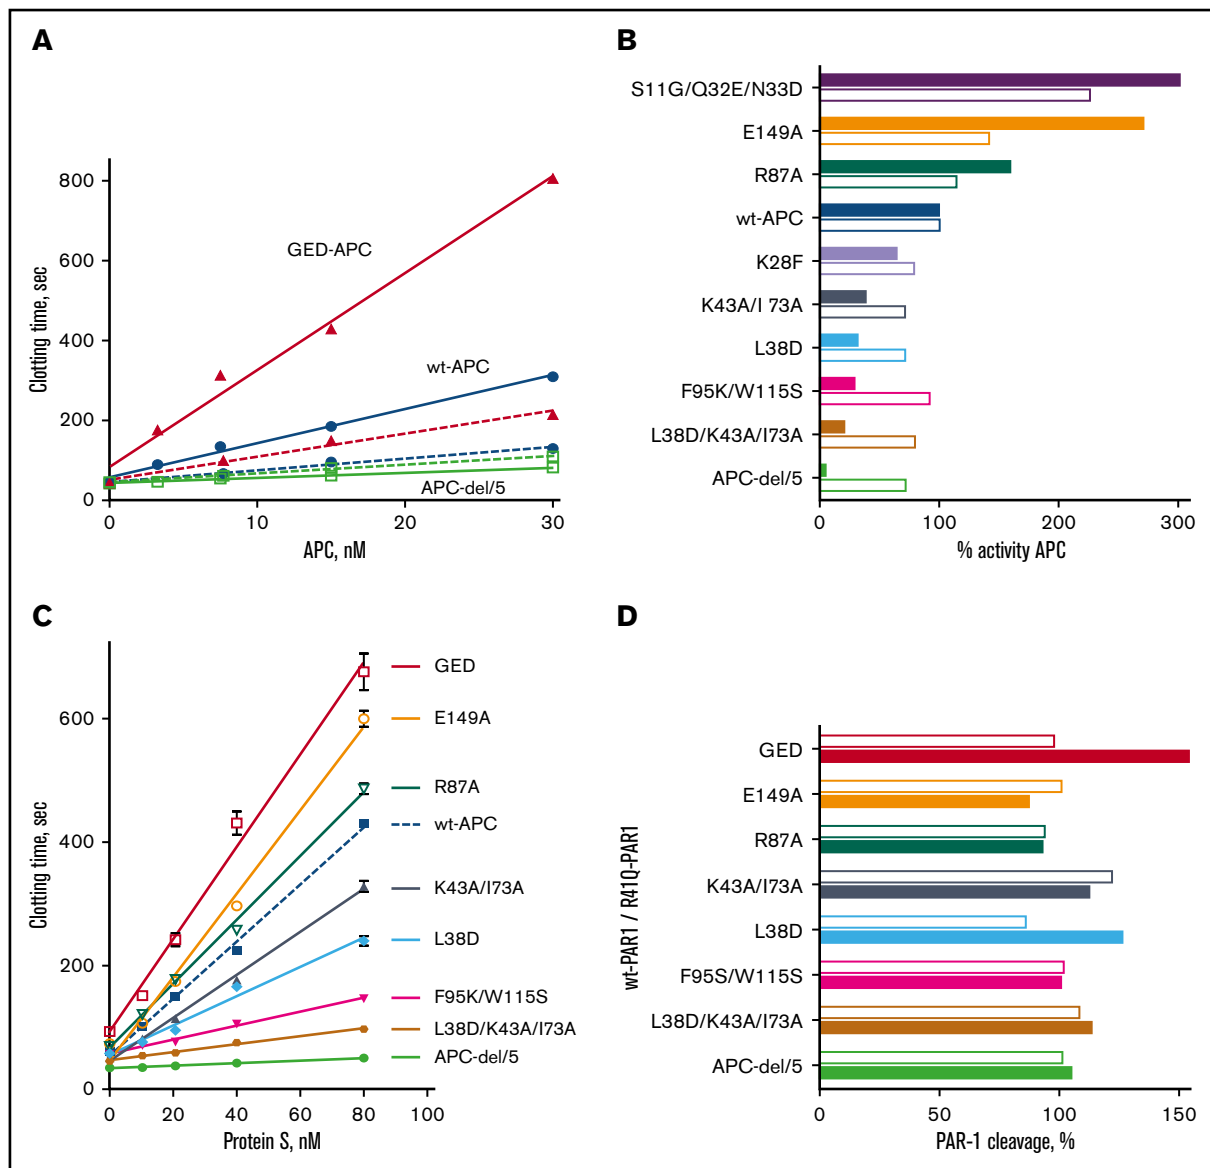 A
Clotting time, sec
800
600
400
200
0
GED-APC
wt-APC
APC-del/5
0
10
20
30
APC, nM
B
S11G/Q32E/N33D
E149A
R87A
wt-APC
K28F
K43A/I 73A
L38D
F95K/W115S
L38D/K43A/I73A
APC-del/5
0
100
200
300
% activity APC
C
Clotting time, sec
600
400
200
0
GED
E149A
R87A
wt-APC
K43A/I73A
L38D
F95K/W115S
L38D/K43A/I73A
APC-del/5
0
20
40
60
80
100
Protein S, nM
D
wt-PAR1 / R41Q-PAR1
GED
E149A
R87A
K43A/I73A
L38D
F95S/W115S
L38D/K43A/I73A
APC-del/5
0
50
100
150
PAR-1 cleavage, %